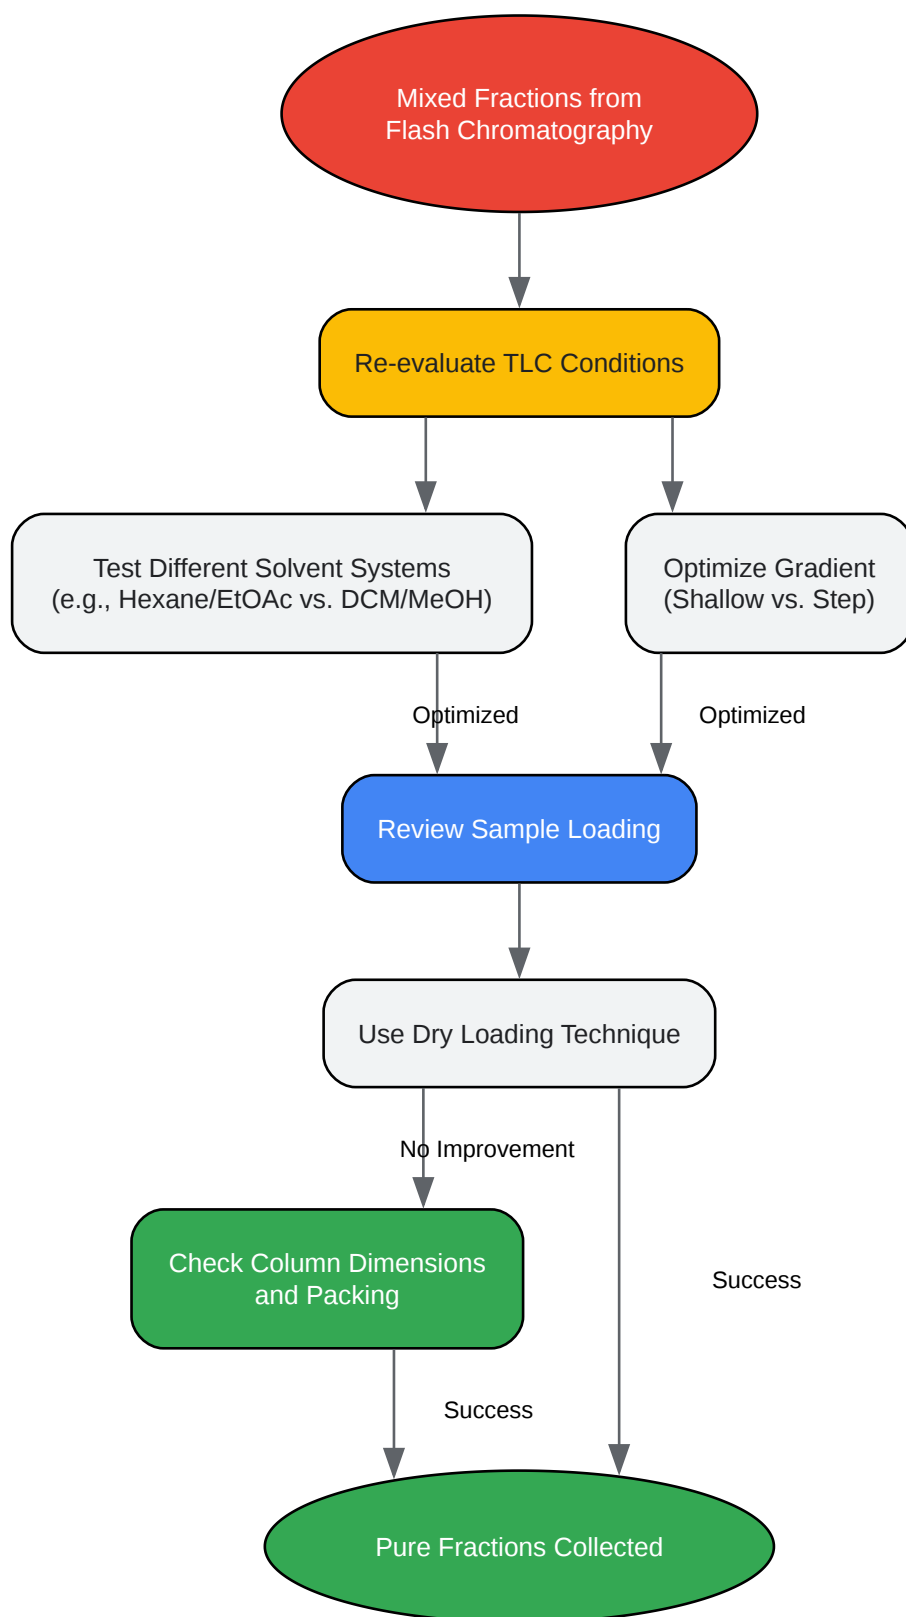 Mixed Fractions from
Flash Chromatography
Re-evaluate TLC Conditions
Test Different Solvent Systems
(e.g., Hexane/EtOAc vs. DCM/MeOH)
Optimize Gradient
(Shallow vs. Step)
Optimized
Optimized
Review Sample Loading
Use Dry Loading Technique
No Improvement
Check Column Dimensions
and Packing
Success
Success
Pure Fractions Collected